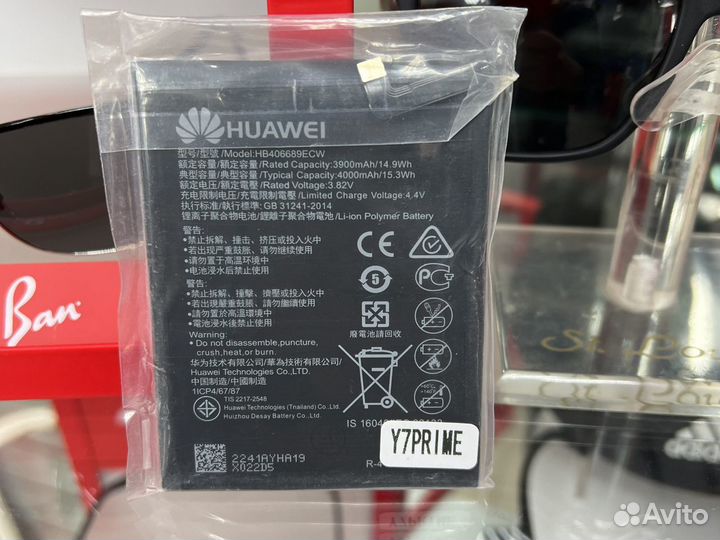 HUAWEI
型号/型號/Model:HB406689ECW
额定容量/額定容量/Rated Capacity:3900mAh/14.9Wh
典型容量/典型容量/Typical Capacity:4000mAh/15.3Wh
额定电压/額定電壓/Rated Voltage:3.82V
充电限制电压/充電限制電壓/Limited Charge Voltage:4.4V
执行标准/執行標準: GB 31241-2014
锂离子聚合物电池/鋰離子聚合物電池/Li-ion Polymer Battery
警告:
•禁止拆解、撞击、挤压或投入火中
•若出现严重鼓胀、请勿继续使用
•请勿置于高温环境中
•电池浸水后禁止使用
警告:
•禁止拆解、撞擊、擠壓或投入火中
•若出現嚴重鼓脹、請勿繼續使用
•請勿置於高溫環境中
•電池浸水後禁止使用
Warning:
• Do not disassemble,puncture,
crush,heat,or burn.
华为技术有限公司/華為技術有限公司
Huawei Technologies Co.,LTD.
中国制造/中國製造
1ICP4/67/87
CE
5
廢電池請回收
TIS 2217-2548
Huawei Technologies (Thailand) Co., Ltd.
Huizhou Desay Battery Co., Ltd.
IS 1604
2241AYHA19
X022D5
R-4
Y7PRIME
Ban
Avito